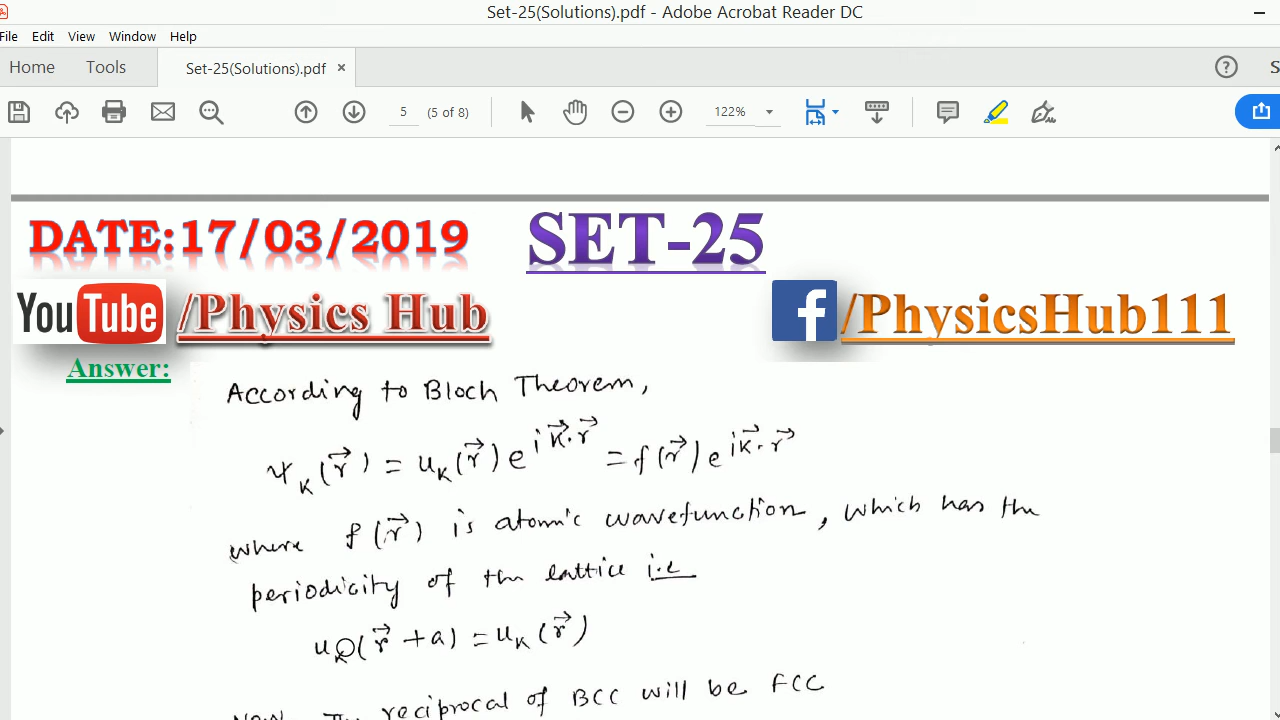 Set-25(Solutions).pdf - Adobe Acrobat Reader DC
File Edit View Window Help
Home Tools Set-25(Solutions).pdf ×
5 (5 of 8) 122%
DATE:17/03/2019 SET-25
YouTube /Physics Hub f /PhysicsHub111
Answer:
According to Bloch Theorem,
ψ_K(r⃗) = u_K(r⃗) e^{iK⃗·r⃗} = f(r⃗) e^{iK⃗·r⃗}
where f(r⃗) is atomic wavefunction, which has the
periodicity of the lattice i.e
u_K(r⃗ + a) = u_K(r⃗)
reciprocal of BCC will be FCC